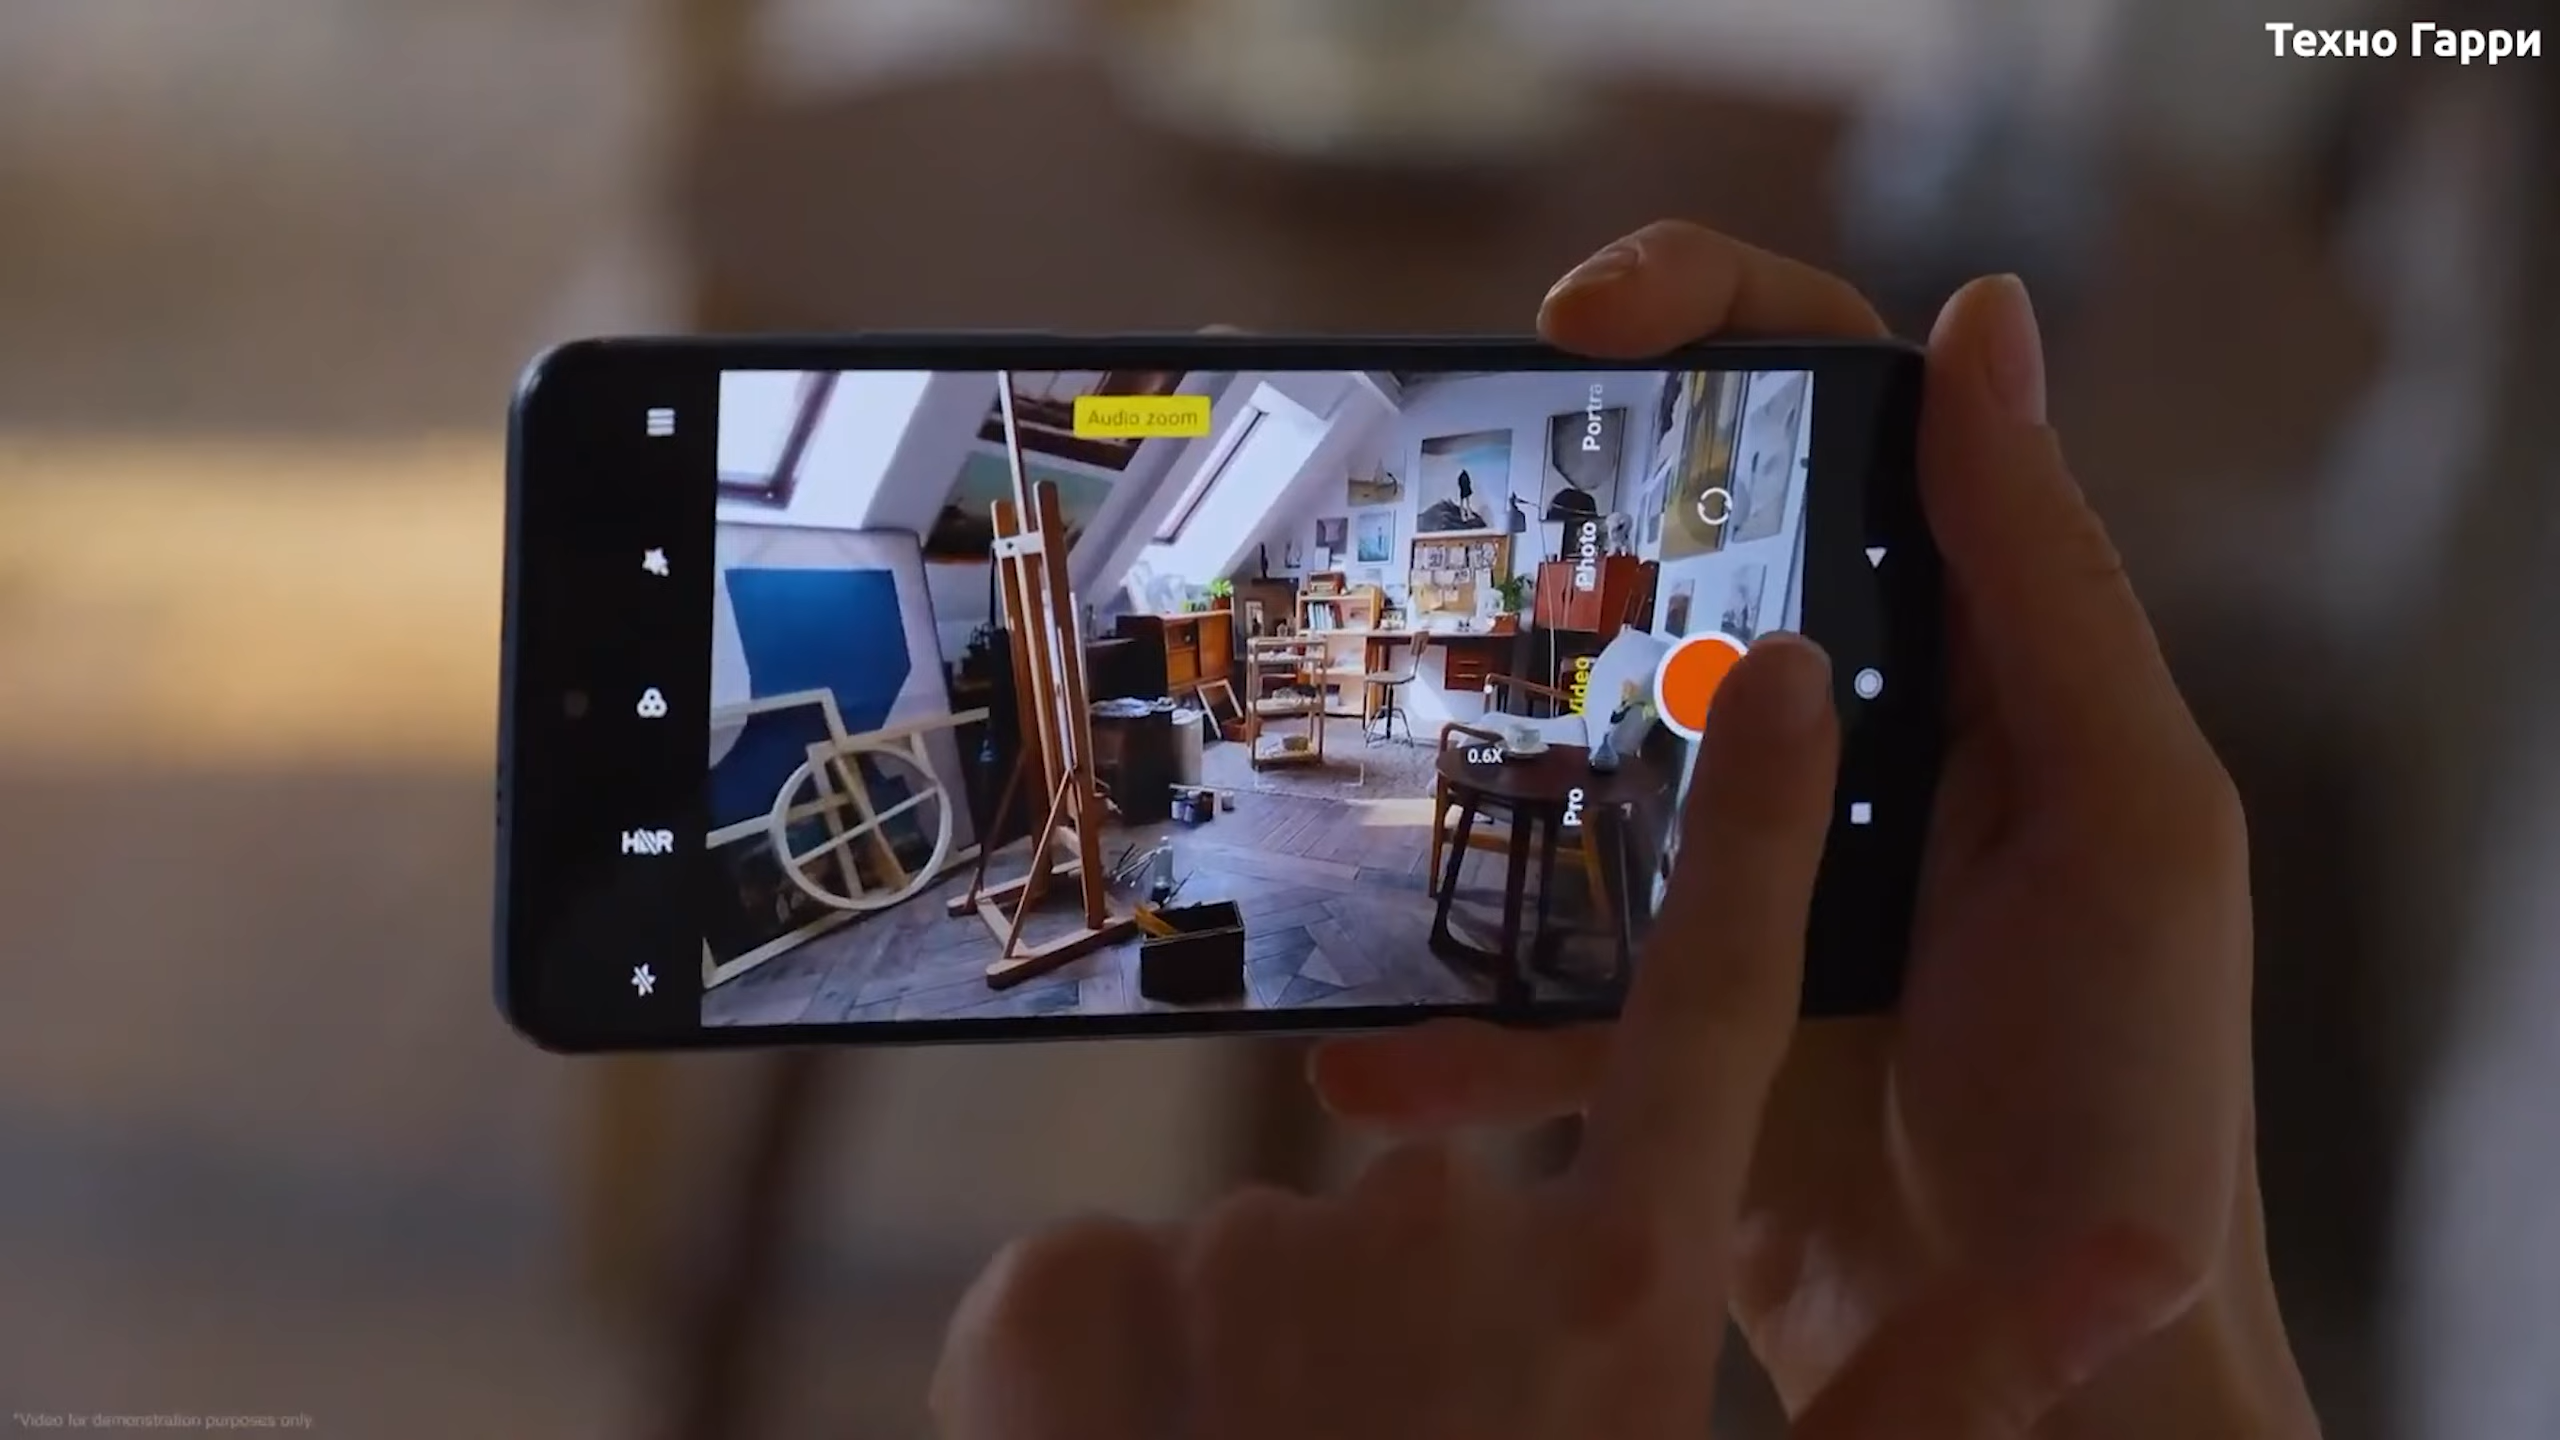 Техно Гарри
Audio zoom
Portra
Photo
Video
0.6X
Pro
HDR
*Video for demonstration purposes only.